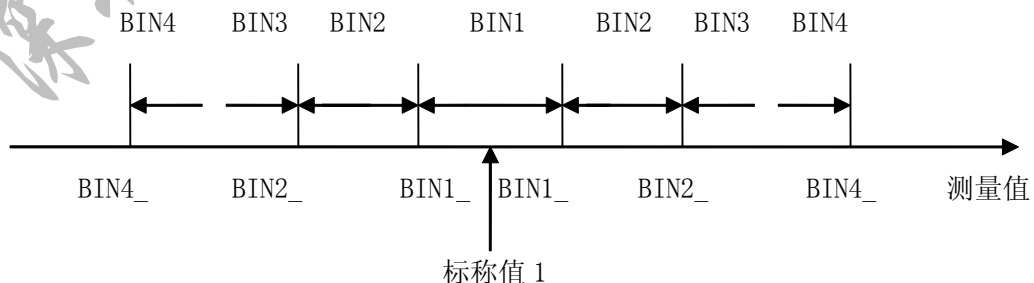 BIN4 BIN3 BIN2 BIN1 BIN2 BIN3 BIN4
BIN4_ BIN2_ BIN1_ BIN1_ BIN2_ BIN4_ 测量值
标称值 1